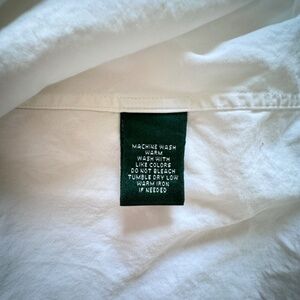 MACHINE WASH
WARM
WASH WITH
LIKE COLORS
DO NOT BLEACH
TUMBLE DRY LOW
WARM IRON
IF NEEDED